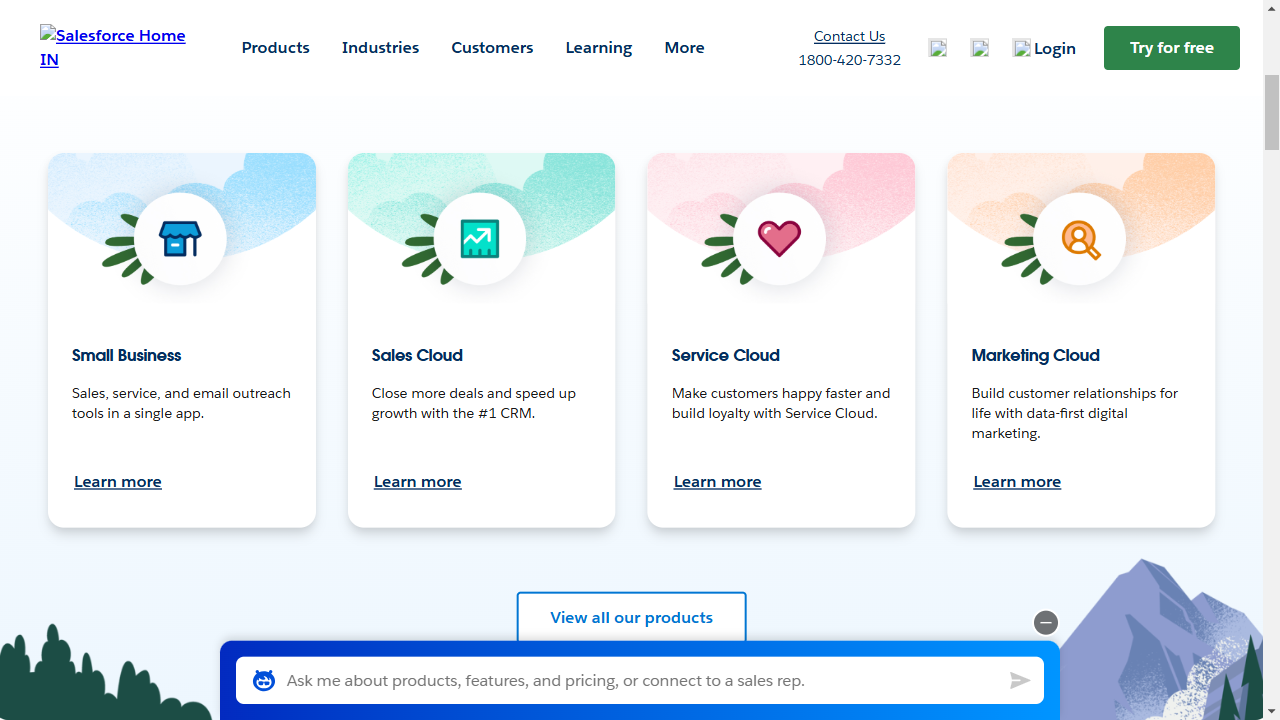 Salesforce Home
IN
Products
Industries
Customers
Learning
More
Contact Us
1800-420-7332
Login
Try for free
Small Business
Sales, service, and email outreach
tools in a single app.
Learn more
Sales Cloud
Close more deals and speed up
growth with the #1 CRM.
Learn more
Service Cloud
Make customers happy faster and
build loyalty with Service Cloud.
Learn more
Marketing Cloud
Build customer relationships for
life with data-first digital
marketing.
Learn more
View all our products
Ask me about products, features, and pricing, or connect to a sales rep.